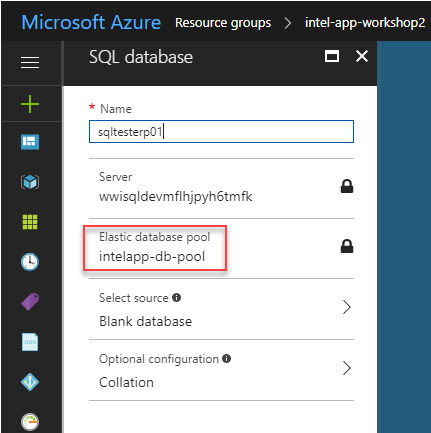 Microsoft Azure Resource groups > intel-app-workshop2
SQL database
* Name
sqltesterp01
Server
wwisqldevmflhjpyh6tmfk
Elastic database pool
intelapp-db-pool
Select source
Blank database
Optional configuration
Collation